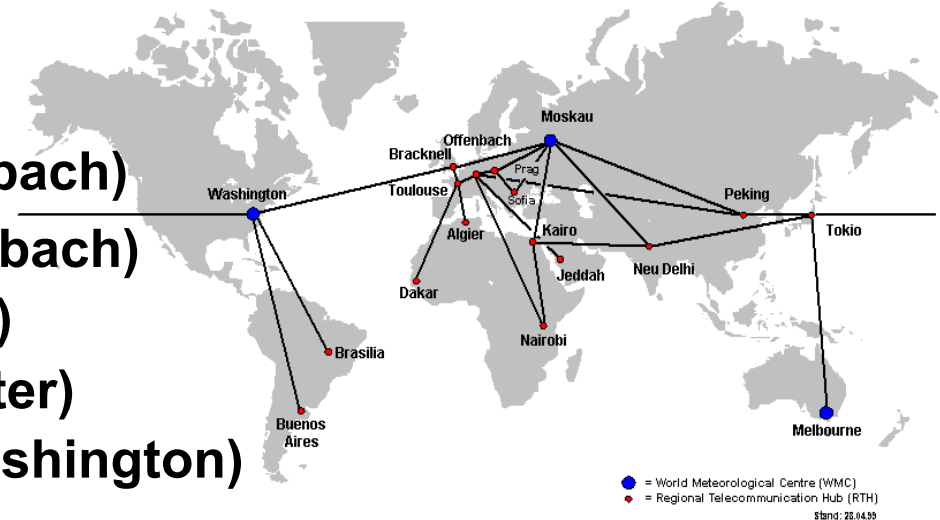 bach)
bach)
)
ter)
shington)
Moskau
Offenbach
Bracknell
Prag
Toulouse
Sofia
Washington
Peking
Algier
Kairo
Tokio
Jeddah
Neu Delhi
Dakar
Nairobi
Brasilia
Buenos
Aires
Melbourne
= World Meteorological Centre (WMC)
= Regional Telecommunication Hub (RTH)
Stand: 28.04.99